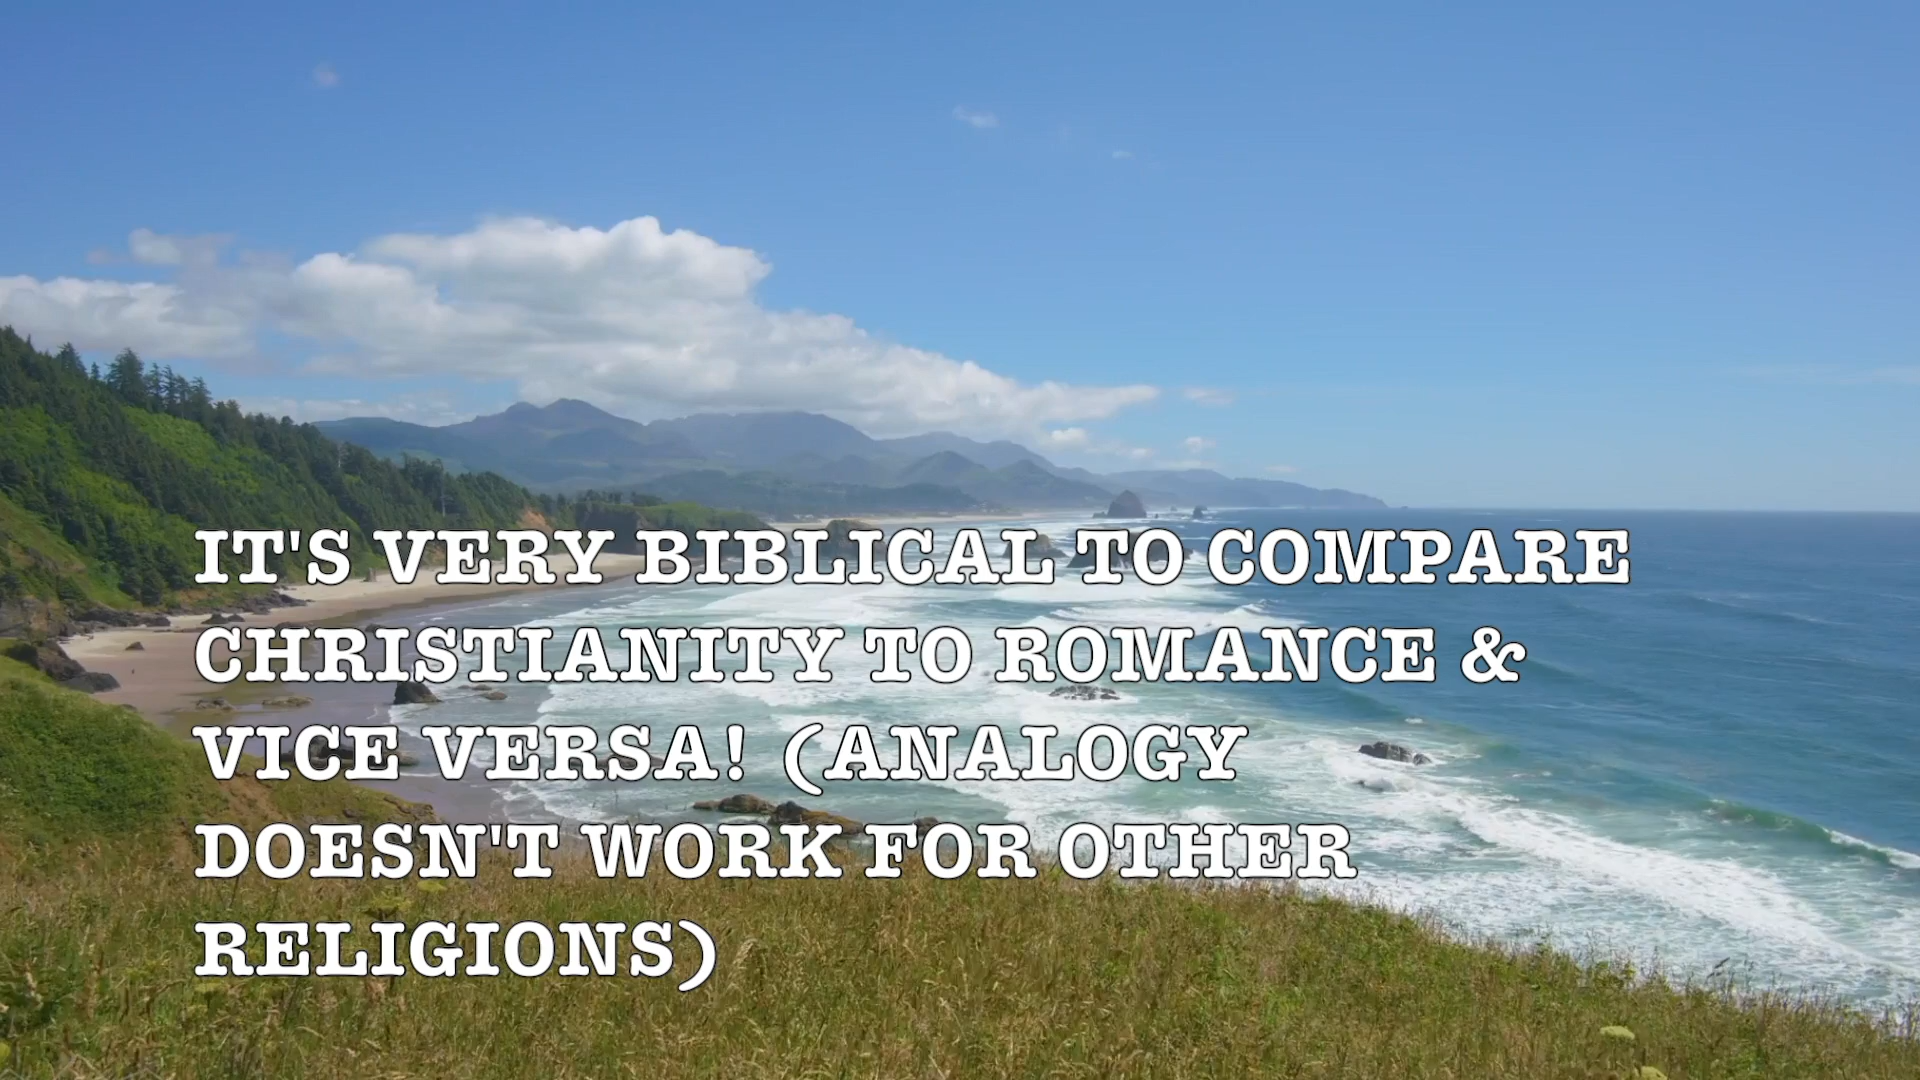 IT'S VERY BIBLICAL TO COMPARE
CHRISTIANITY TO ROMANCE &
VICE VERSA! (ANALOGY
DOESN'T WORK FOR OTHER
RELIGIONS)